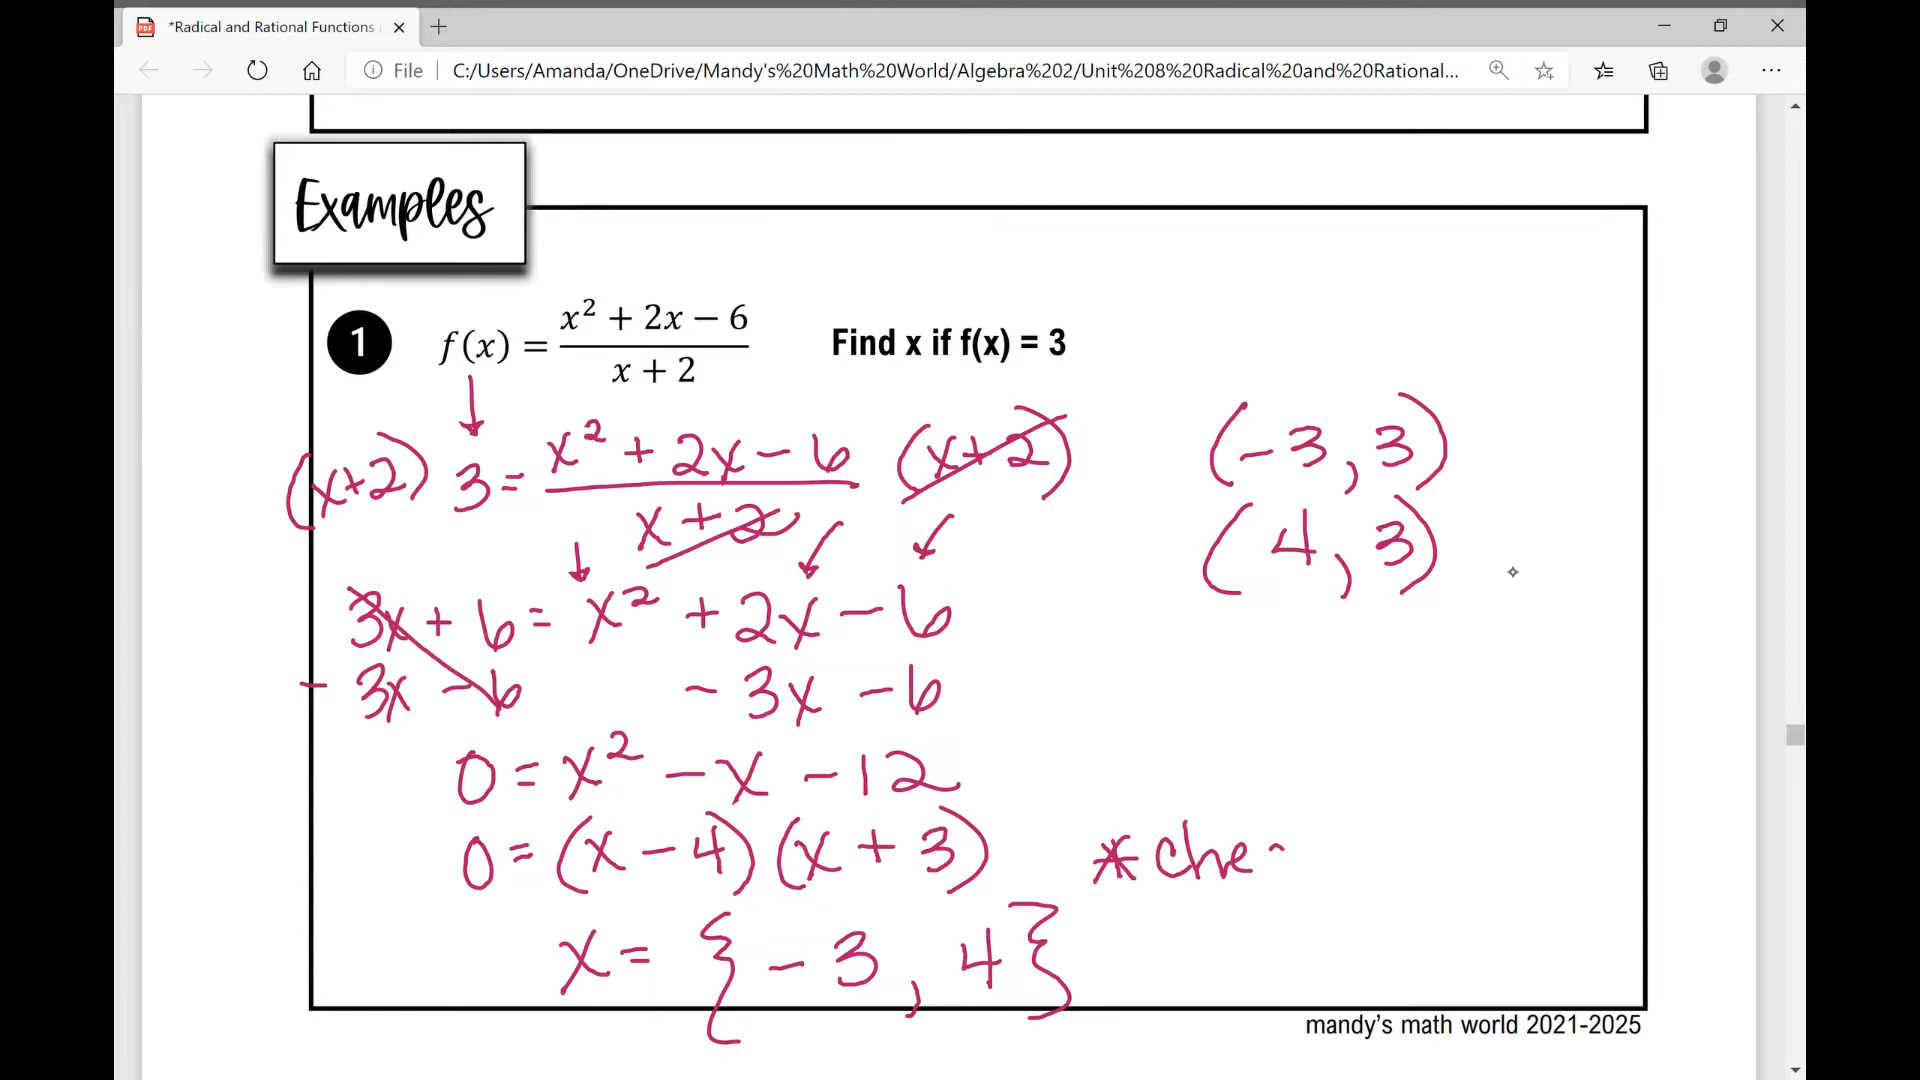 *Radical and Rational Functions
File
C:/Users/Amanda/OneDrive/Mandy's%20Math%20World/Algebra%202/Unit%208%20Radical%20and%20Rational...
Examples
1 f(x) = (x² + 2x − 6)/(x + 2) Find x if f(x) = 3
(x+2) 3 = (x² + 2x − 6)/(x + 2) (x+2)
3x + 6 = x² + 2x − 6
− 3x − 6 − 3x − 6
0 = x² − x − 12
0 = (x − 4)(x + 3)
x = {−3, 4}
(−3, 3)
(4, 3)
*che
mandy's math world 2021-2025